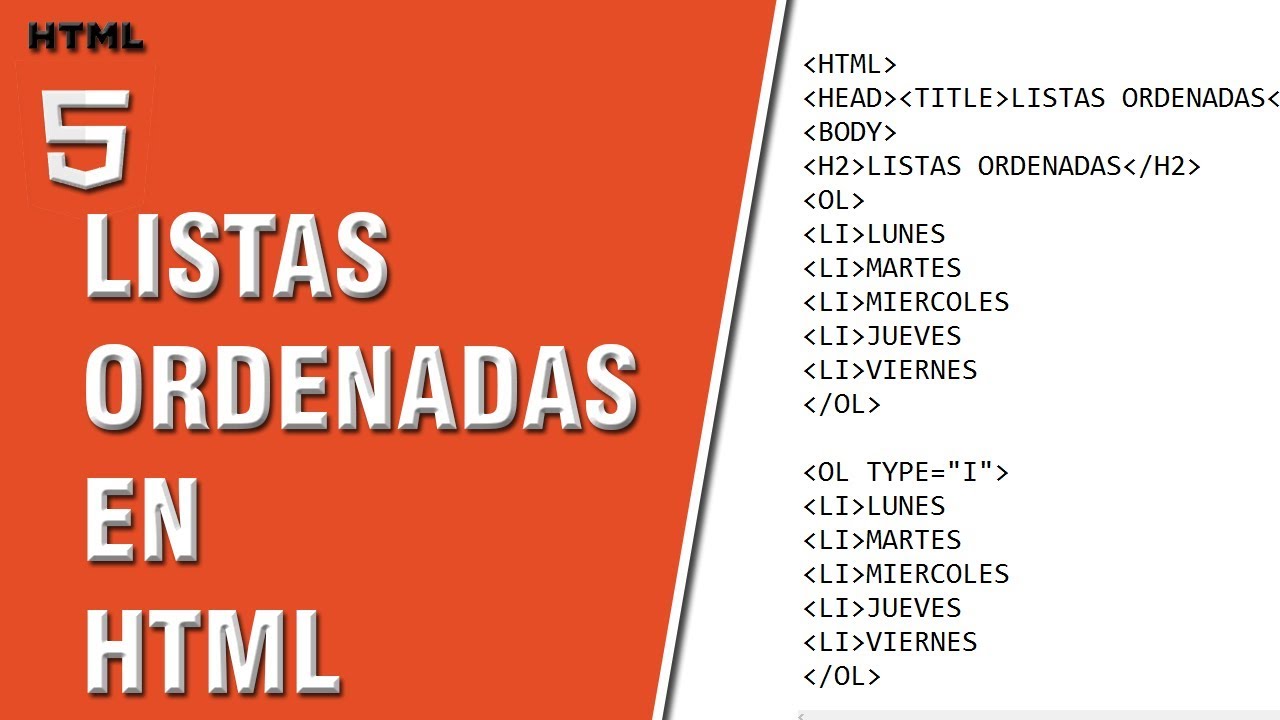 HTML
5
LISTAS
ORDENADAS
EN
HTML
<HTML>
<HEAD><TITLE>LISTAS ORDENADAS<
<BODY>
<H2>LISTAS ORDENADAS</H2>
<OL>
<LI>LUNES
<LI>MARTES
<LI>MIERCOLES
<LI>JUEVES
<LI>VIERNES
</OL>

<OL TYPE="I">
<LI>LUNES
<LI>MARTES
<LI>MIERCOLES
<LI>JUEVES
<LI>VIERNES
</OL>